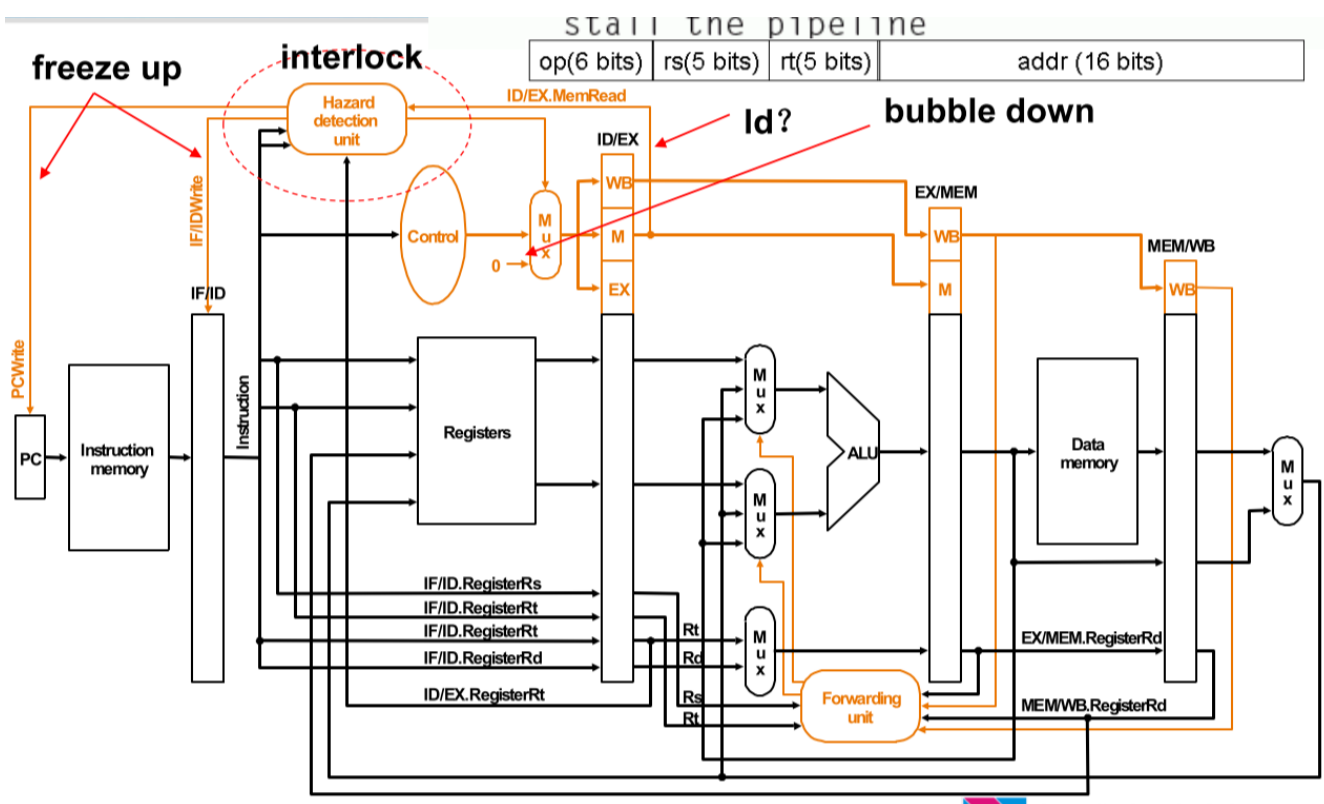 stall the pipeline
op(6 bits) rs(5 bits) rt(5 bits) addr (16 bits)
freeze up
interlock
bubble down
ld？
Hazard
detection
unit
ID/EX.MemRead
ID/EX
WB
M
EX
EX/MEM
WB
M
MEM/WB
WB
IF/IDWrite
PCWrite
Control
0
M
u
x
IF/ID
PC
Instruction
memory
Instruction
Registers
M
u
x
M
u
x
ALU
Data
memory
M
u
x
IF/ID.RegisterRs
IF/ID.RegisterRt
IF/ID.RegisterRt
IF/ID.RegisterRd
ID/EX.RegisterRt
Rt
Rd
Rs
Rt
M
u
x
Forwarding
unit
EX/MEM.RegisterRd
MEM/WB.RegisterRd